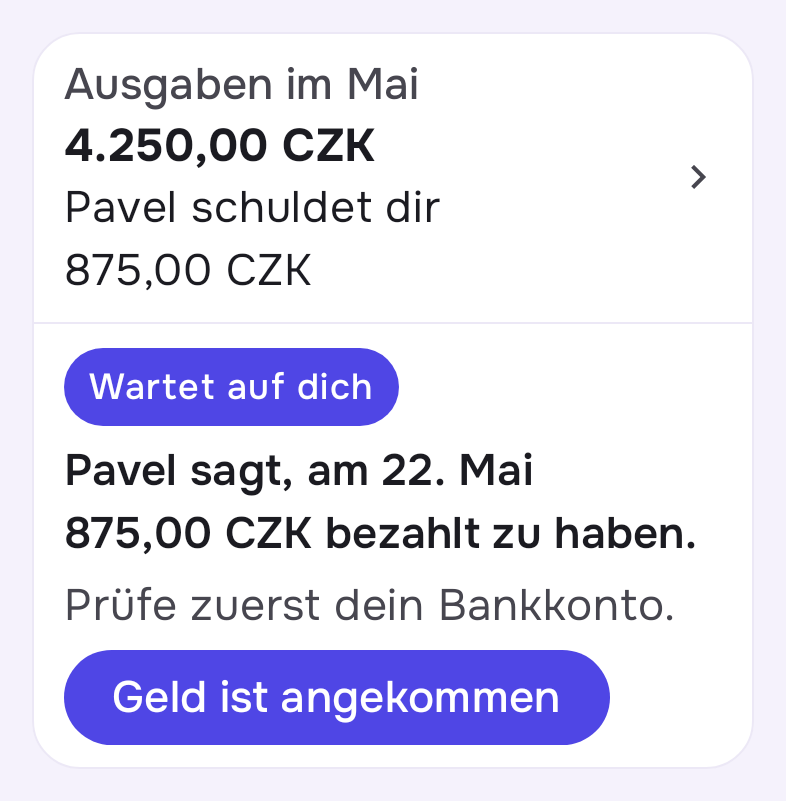 Ausgaben im Mai
4.250,00 CZK
Pavel schuldet dir
875,00 CZK
Wartet auf dich
Pavel sagt, am 22. Mai
875,00 CZK bezahlt zu haben.
Prüfe zuerst dein Bankkonto.
Geld ist angekommen